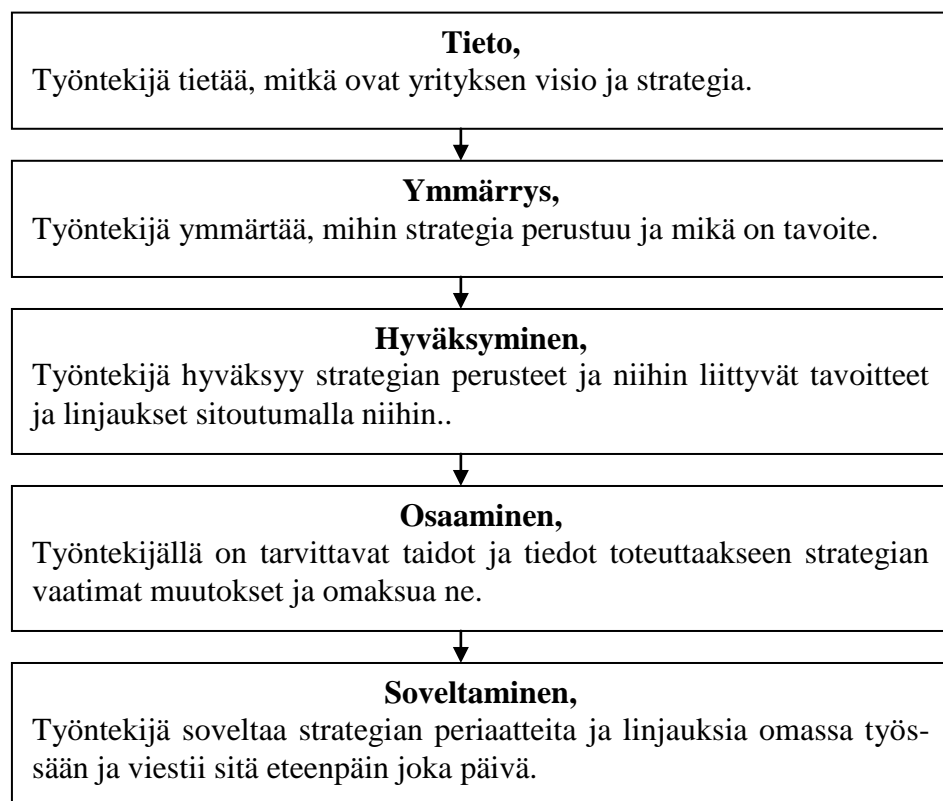 Tieto,
Työntekijä tietää, mitkä ovat yrityksen visio ja strategia.
Ymmärrys,
Työntekijä ymmärtää, mihin strategia perustuu ja mikä on tavoite.
Hyväksyminen,
Työntekijä hyväksyy strategian perusteet ja niihin liittyvät tavoitteet
ja linjaukset sitoutumalla niihin..
Osaaminen,
Työntekijällä on tarvittavat taidot ja tiedot toteuttaakseen strategian
vaatimat muutokset ja omaksua ne.
Soveltaminen,
Työntekijä soveltaa strategian periaatteita ja linjauksia omassa työs-
sään ja viestii sitä eteenpäin joka päivä.